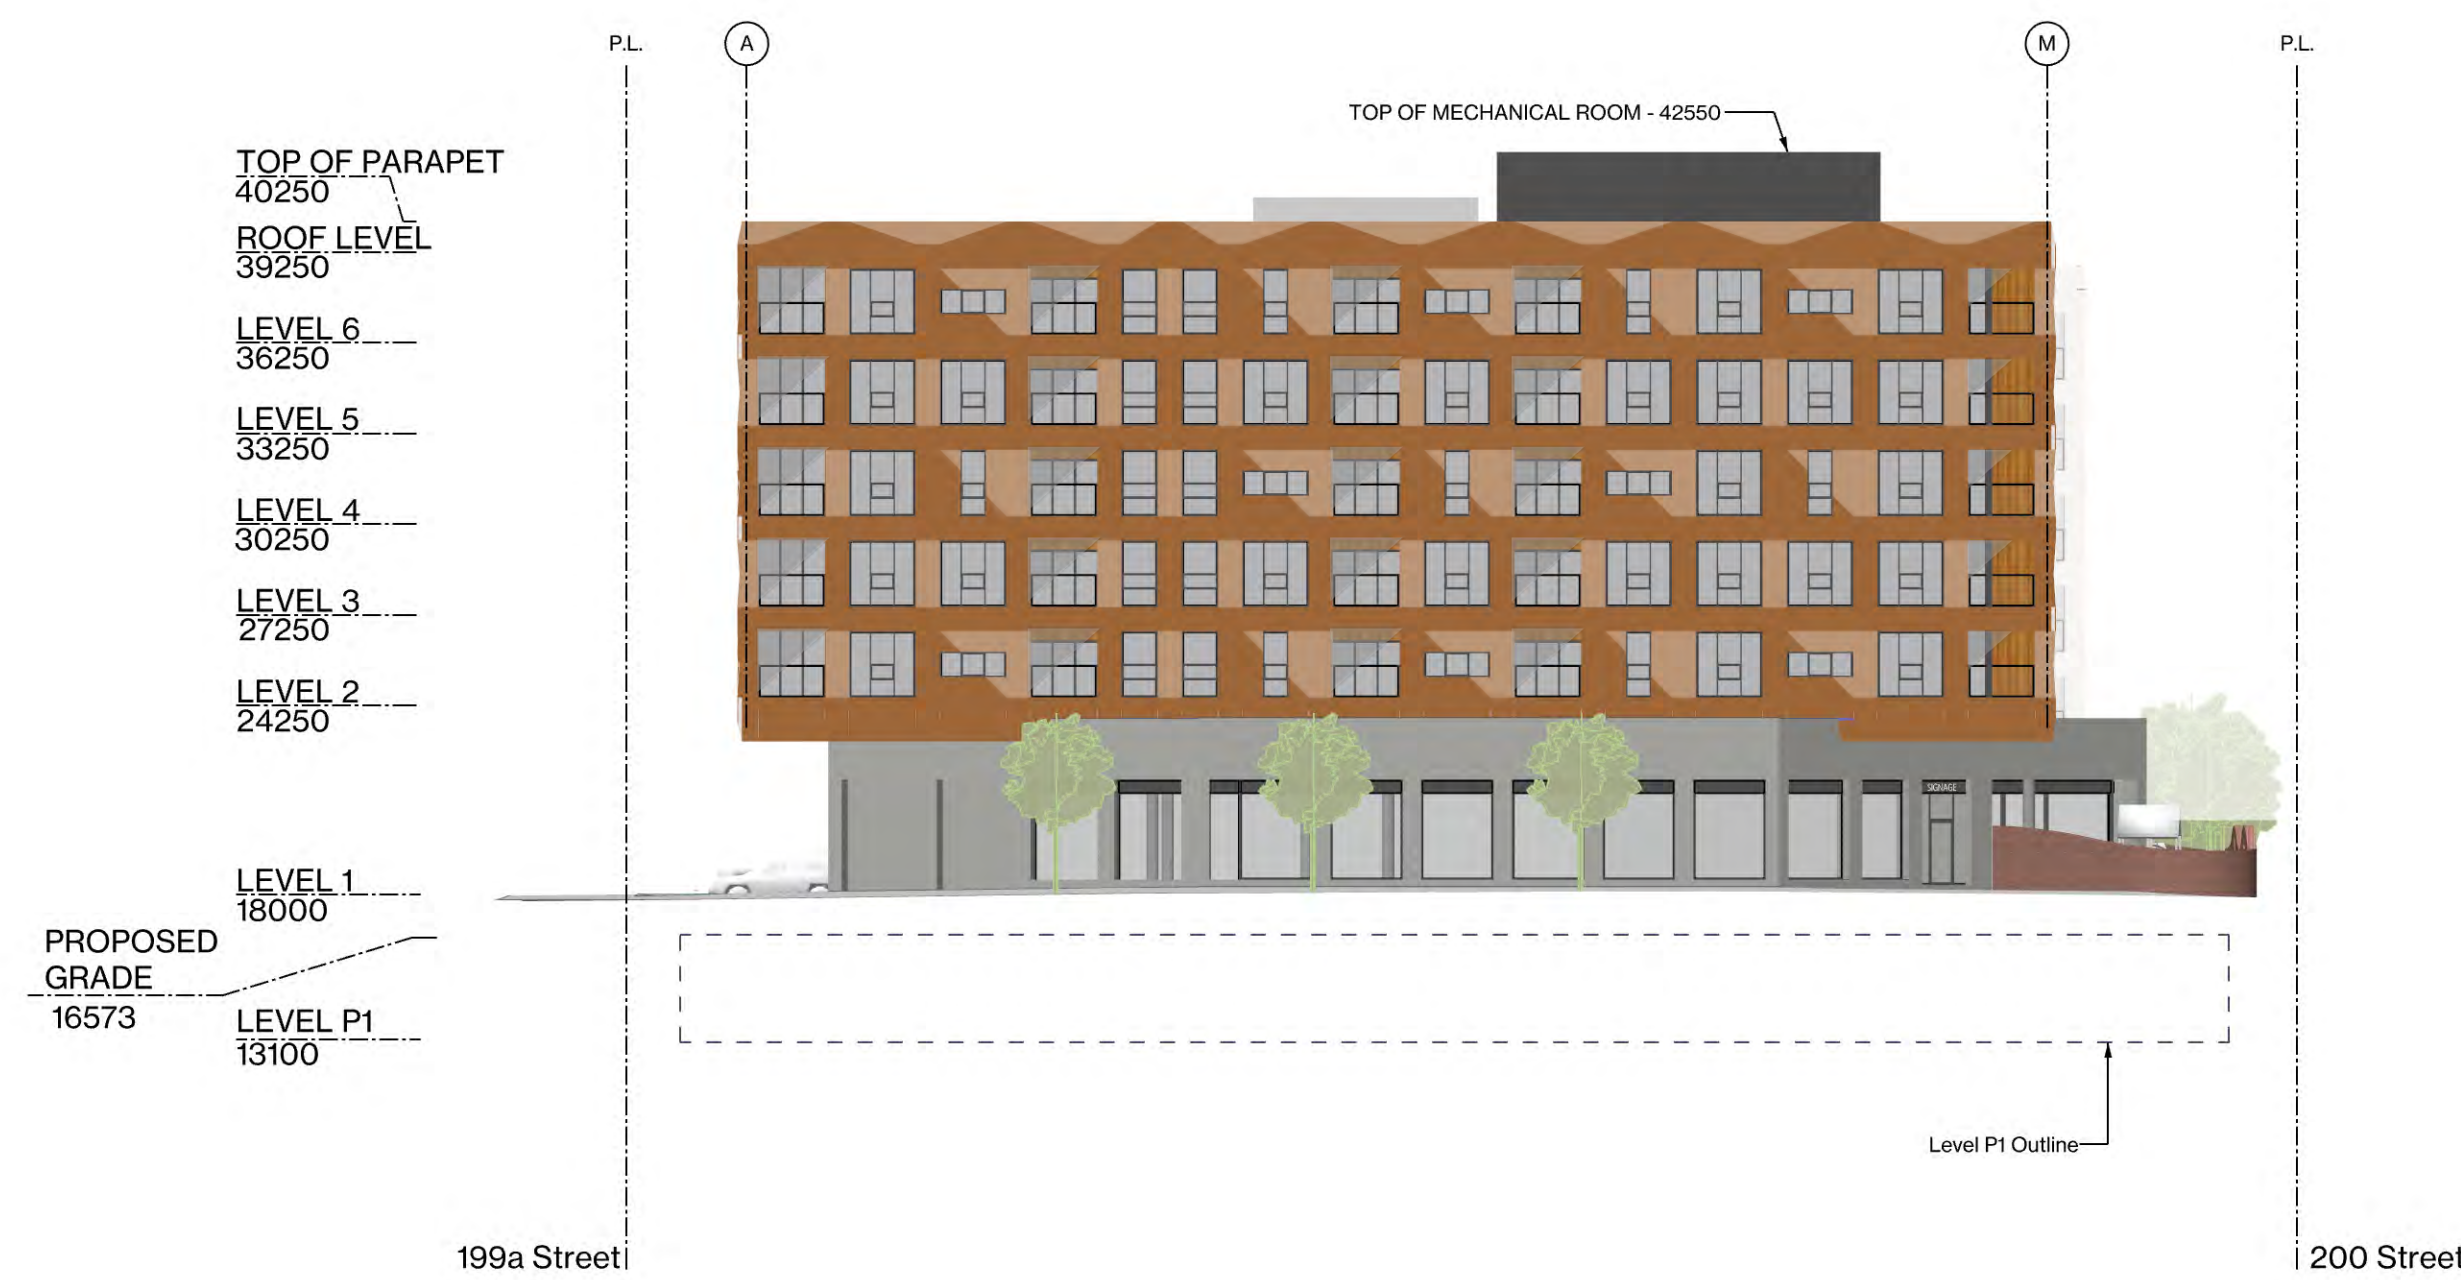 P.L.
A
M
P.L.
TOP OF MECHANICAL ROOM - 42550
TOP OF PARAPET
40250
ROOF LEVEL
39250
LEVEL 6
36250
LEVEL 5
33250
LEVEL 4
30250
LEVEL 3
27250
LEVEL 2
24250
SIGNAGE
LEVEL 1
18000
PROPOSED
GRADE
16573
LEVEL P1
13100
Level P1 Outline
199a Street
200 Street